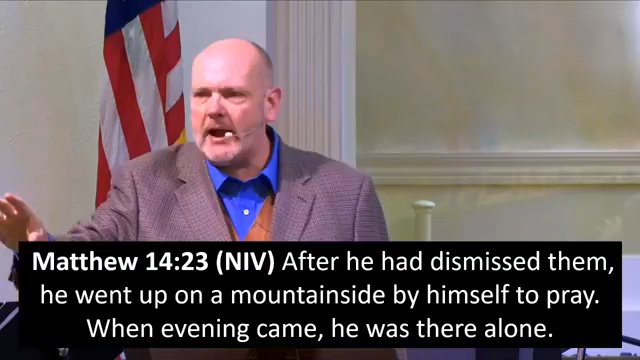 Matthew 14:23 (NIV) After he had dismissed them,
he went up on a mountainside by himself to pray.
When evening came, he was there alone.